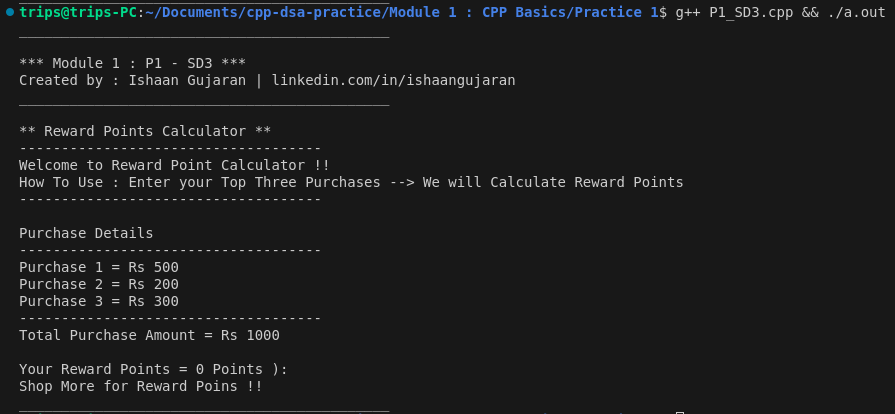 trips@trips-PC:~/Documents/cpp-dsa-practice/Module 1 : CPP Basics/Practice 1$ g++ P1_SD3.cpp && ./a.out
____________________________________________
*** Module 1 : P1 - SD3 ***
Created by : Ishaan Gujaran | linkedin.com/in/ishaangujaran
____________________________________________
** Reward Points Calculator **
------------------------------------
Welcome to Reward Point Calculator !!
How To Use : Enter your Top Three Purchases --> We will Calculate Reward Points
------------------------------------
Purchase Details
------------------------------------
Purchase 1 = Rs 500
Purchase 2 = Rs 200
Purchase 3 = Rs 300
------------------------------------
Total Purchase Amount = Rs 1000
Your Reward Points = 0 Points ):
Shop More for Reward Poins !!
____________________________________________